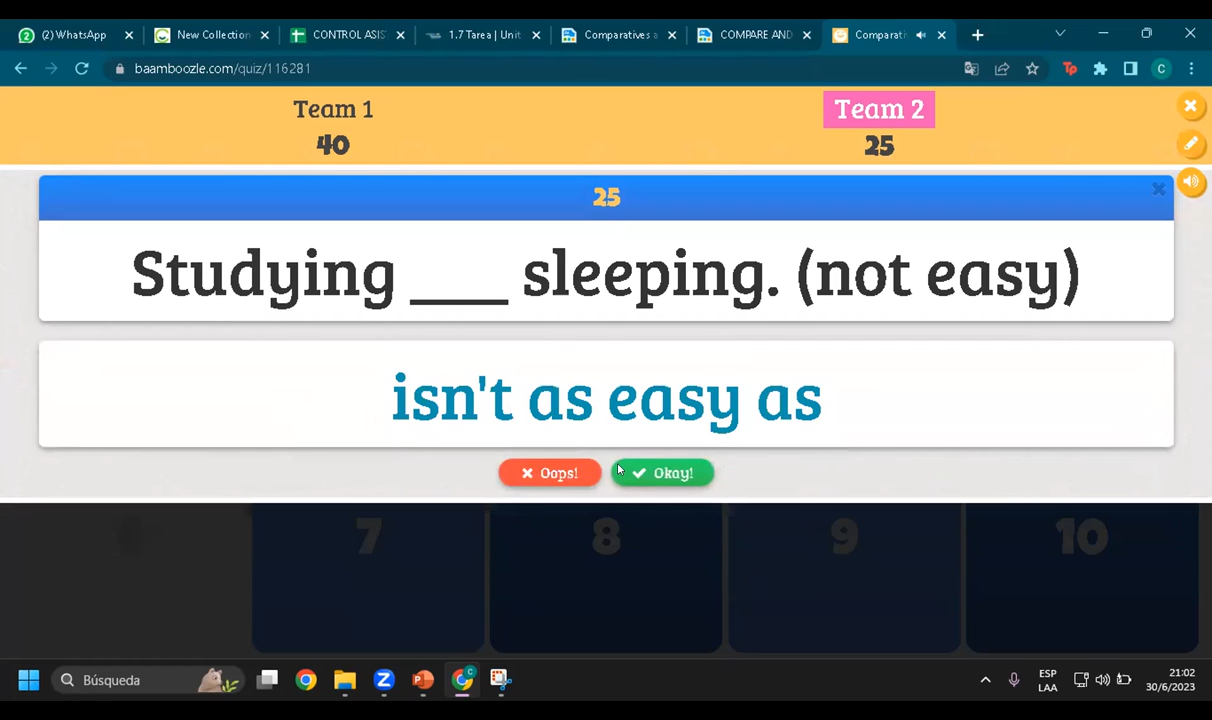 (2) WhatsApp
New Collection
CONTROL ASIS
1.7 Tarea | Unit
Comparatives a
COMPARE AND
Comparati
baamboozle.com/quiz/116281
Team 1
Team 2
40
25
25
Studying ___ sleeping. (not easy)
isn't as easy as
Oops!
Okay!
7
8
9
10
Búsqueda
ESP
LAA
21:02
30/6/2023